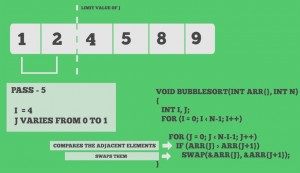 LIMIT VALUE OF J
1 2 4 5 8 9
PASS - 5
I = 4
J VARIES FROM 0 TO 1
VOID BUBBLESORT(INT ARR{), INT N)
{
INT I, J;
FOR (I = 0; I < N-1; I++)
FOR (J = 0; J < N-I-1; J++)
COMPARES THE ADJACENT ELEMENTS
IF (ARR(J) > ARR(J+1))
SWAPS THEM
SWAP(&ARR(J), &ARR(J+1));
}